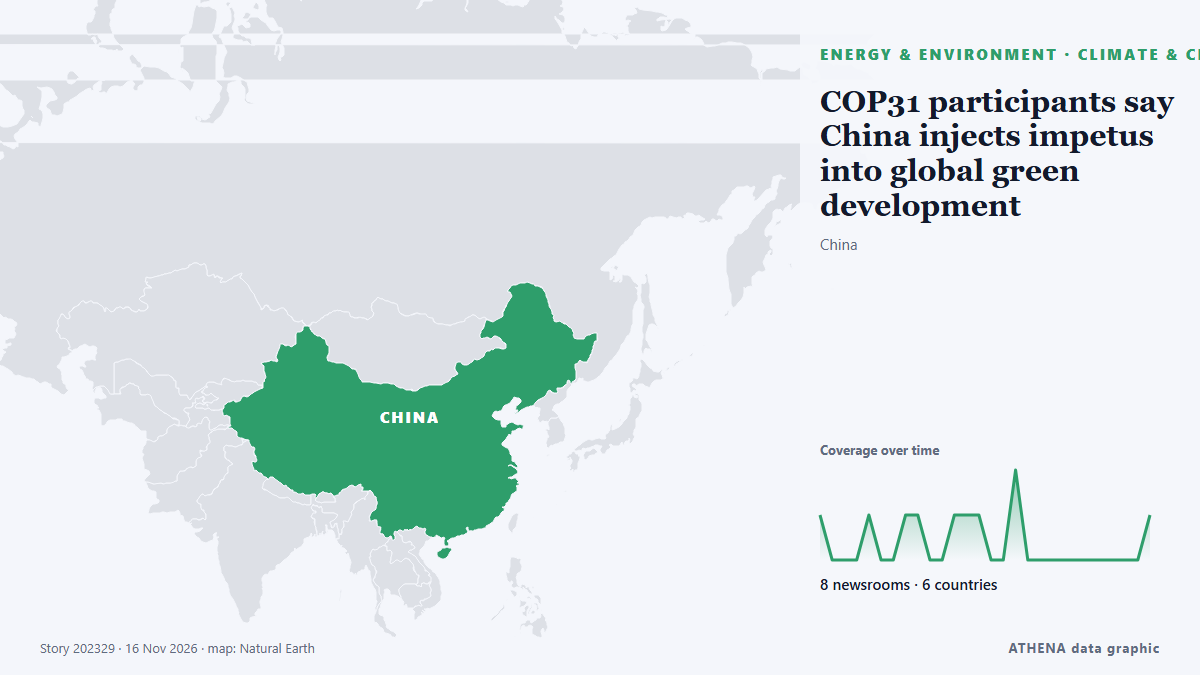 ENERGY & ENVIRONMENT · CLIMATE & C
COP31 participants say
China injects impetus
into global green
development
China
CHINA
Coverage over time
8 newsrooms · 6 countries
Story 202329 · 16 Nov 2026 · map: Natural Earth
ATHENA data graphic